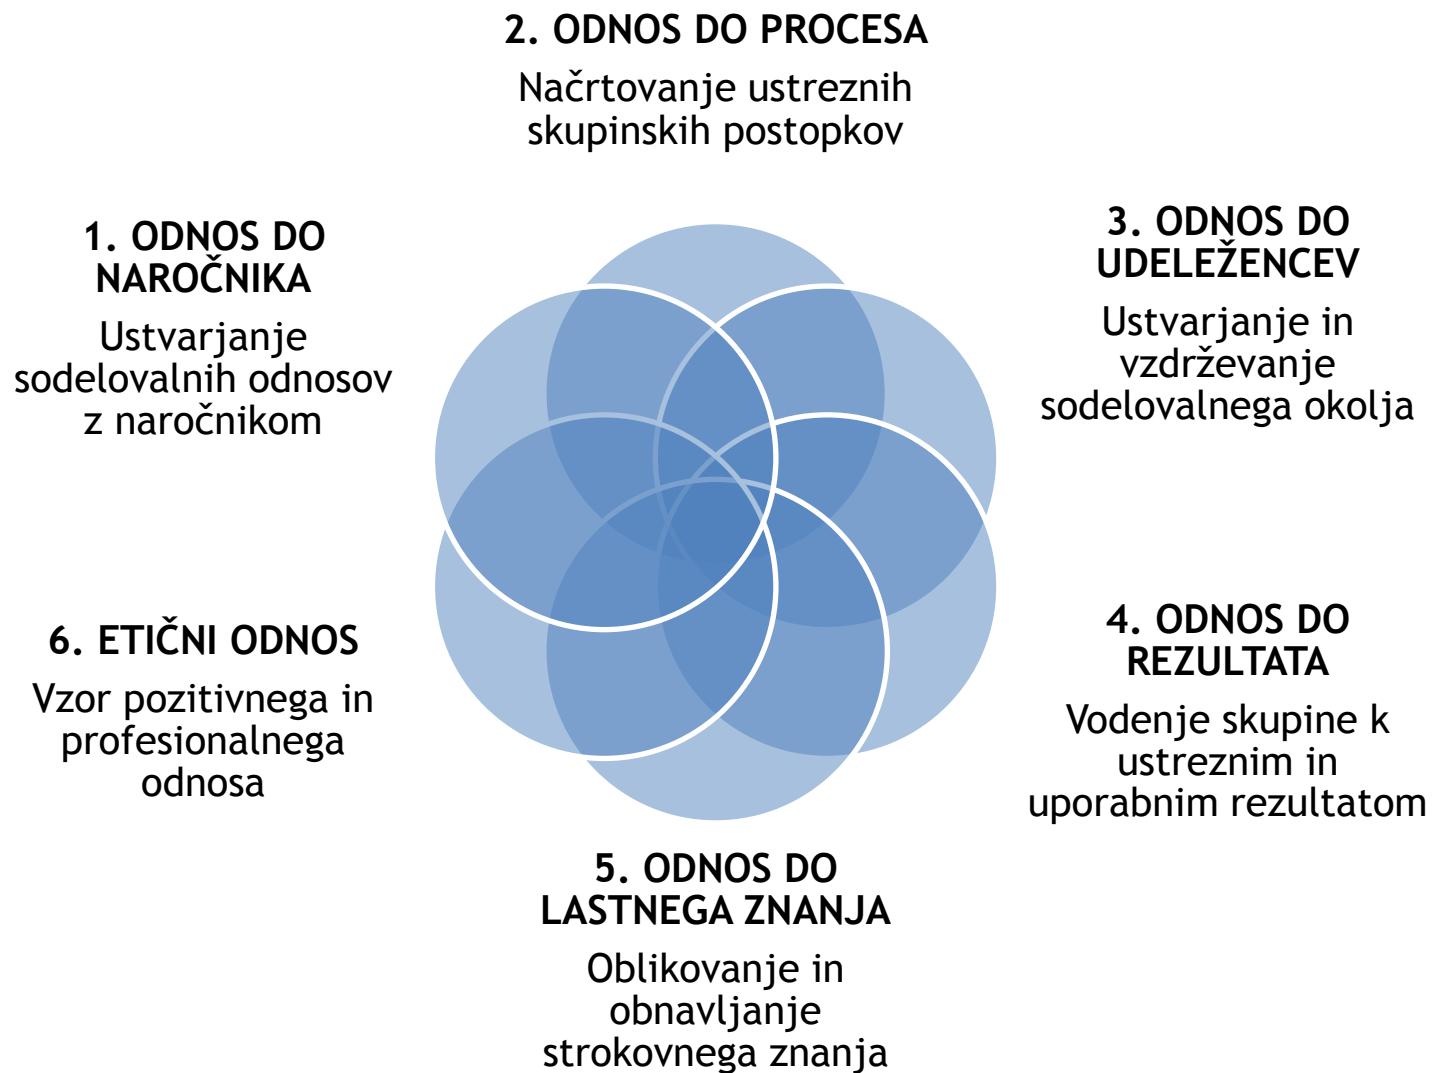 2. ODNOS DO PROCESA
Načrtovanje ustreznih
skupinskih postopkov
1. ODNOS DO
NAROČNIKA
Ustvarjanje
sodelovalnih odnosov
z naročnikom
3. ODNOS DO
UDELEŽENCEV
Ustvarjanje in
vzdrževanje
sodelovalnega okolja
6. ETIČNI ODNOS
Vzor pozitivnega in
profesionalnega
odnosa
4. ODNOS DO
REZULTATA
Vodenje skupine k
ustreznim in
uporabnim rezultatom
5. ODNOS DO
LASTNEGA ZNANJA
Oblikovanje in
obnavljanje
strokovnega znanja